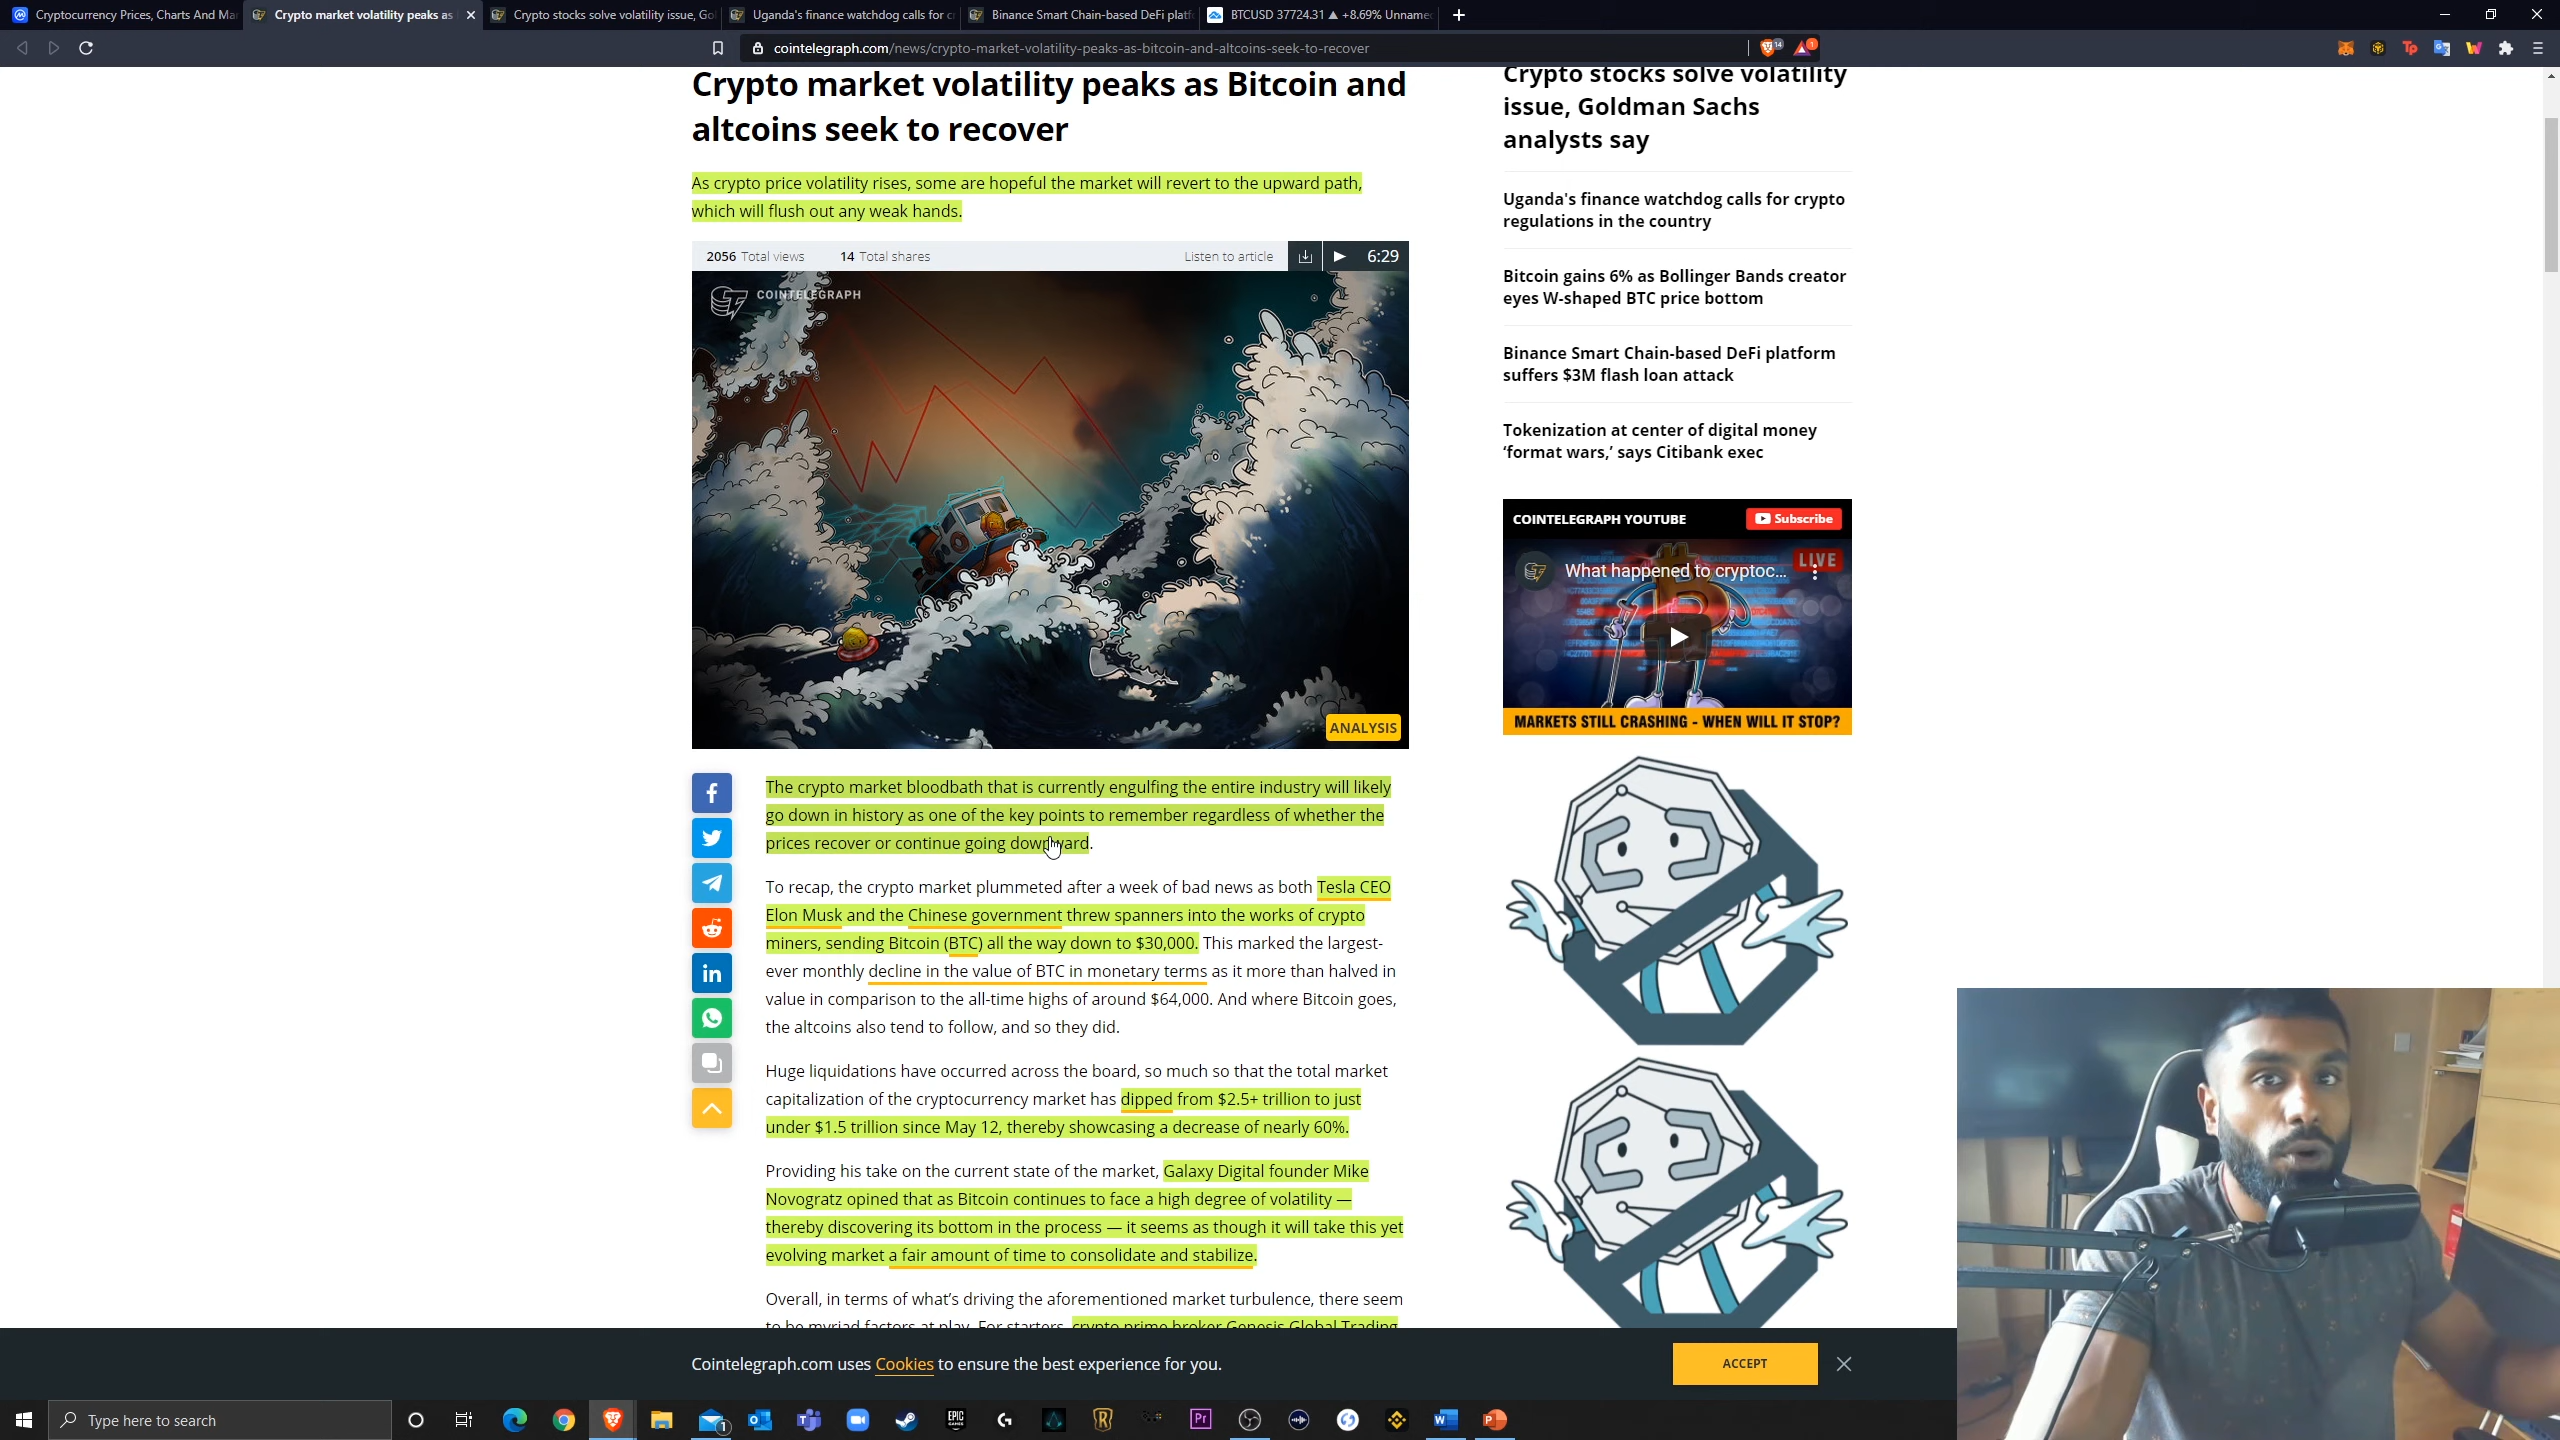 Cryptocurrency Prices, Charts And Ma
Crypto market volatility peaks as
Crypto stocks solve volatility issue, Go
Uganda's finance watchdog calls for c
Binance Smart Chain-based DeFi platf
BTCUSD 37724.31 ▲ +8.69% Unname
cointelegraph.com/news/crypto-market-volatility-peaks-as-bitcoin-and-altcoins-seek-to-recover
Crypto market volatility peaks as Bitcoin and
altcoins seek to recover
As crypto price volatility rises, some are hopeful the market will revert to the upward path,
which will flush out any weak hands.
2056 Total views 14 Total shares Listen to article 6:29
COINTELEGRAPH
ANALYSIS
The crypto market bloodbath that is currently engulfing the entire industry will likely
go down in history as one of the key points to remember regardless of whether the
prices recover or continue going downward.
To recap, the crypto market plummeted after a week of bad news as both Tesla CEO
Elon Musk and the Chinese government threw spanners into the works of crypto
miners, sending Bitcoin (BTC) all the way down to $30,000. This marked the largest-
ever monthly decline in the value of BTC in monetary terms as it more than halved in
value in comparison to the all-time highs of around $64,000. And where Bitcoin goes,
the altcoins also tend to follow, and so they did.
Huge liquidations have occurred across the board, so much so that the total market
capitalization of the cryptocurrency market has dipped from $2.5+ trillion to just
under $1.5 trillion since May 12, thereby showcasing a decrease of nearly 60%.
Providing his take on the current state of the market, Galaxy Digital founder Mike
Novogratz opined that as Bitcoin continues to face a high degree of volatility —
thereby discovering its bottom in the process — it seems as though it will take this yet
evolving market a fair amount of time to consolidate and stabilize.
Overall, in terms of what's driving the aforementioned market turbulence, there seem
to be myriad factors at play. For starters, crypto prime broker Genesis Global Trading
Crypto stocks solve volatility
issue, Goldman Sachs
analysts say
Uganda's finance watchdog calls for crypto
regulations in the country
Bitcoin gains 6% as Bollinger Bands creator
eyes W-shaped BTC price bottom
Binance Smart Chain-based DeFi platform
suffers $3M flash loan attack
Tokenization at center of digital money
'format wars,' says Citibank exec
COINTELEGRAPH YOUTUBE
Subscribe
What happened to cryptoc...
LIVE
MARKETS STILL CRASHING - WHEN WILL IT STOP?
Cointelegraph.com uses Cookies to ensure the best experience for you.
ACCEPT
Type here to search